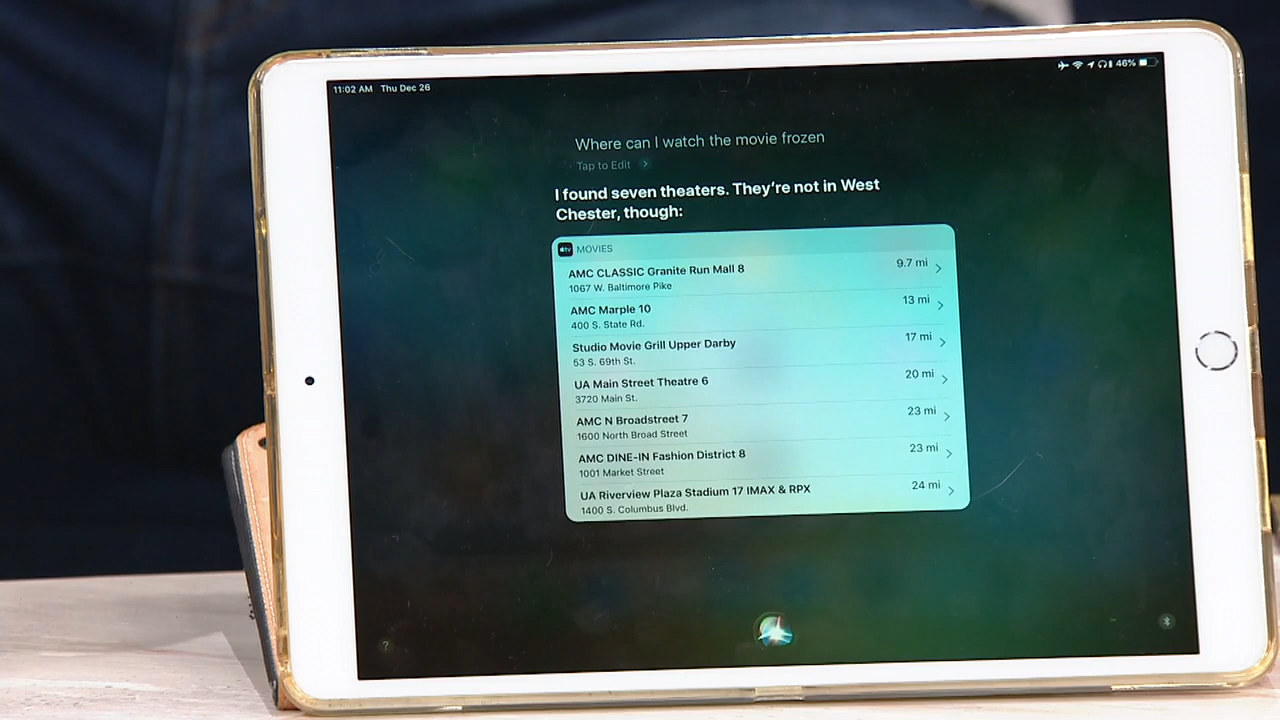 11:02 AM Thu Dec 26
46%
Where can I watch the movie frozen
Tap to Edit
I found seven theaters. They're not in West
Chester, though:
tv MOVIES
AMC CLASSIC Granite Run Mall 8 9.7 mi
1067 W. Baltimore Pike
AMC Marple 10 13 mi
400 S. State Rd.
Studio Movie Grill Upper Darby 17 mi
53 S. 69th St.
UA Main Street Theatre 6 20 mi
3720 Main St.
AMC N Broadstreet 7 23 mi
1600 North Broad Street
AMC DINE-IN Fashion District 8 23 mi
1001 Market Street
UA Riverview Plaza Stadium 17 IMAX & RPX 24 mi
1400 S. Columbus Blvd.
?